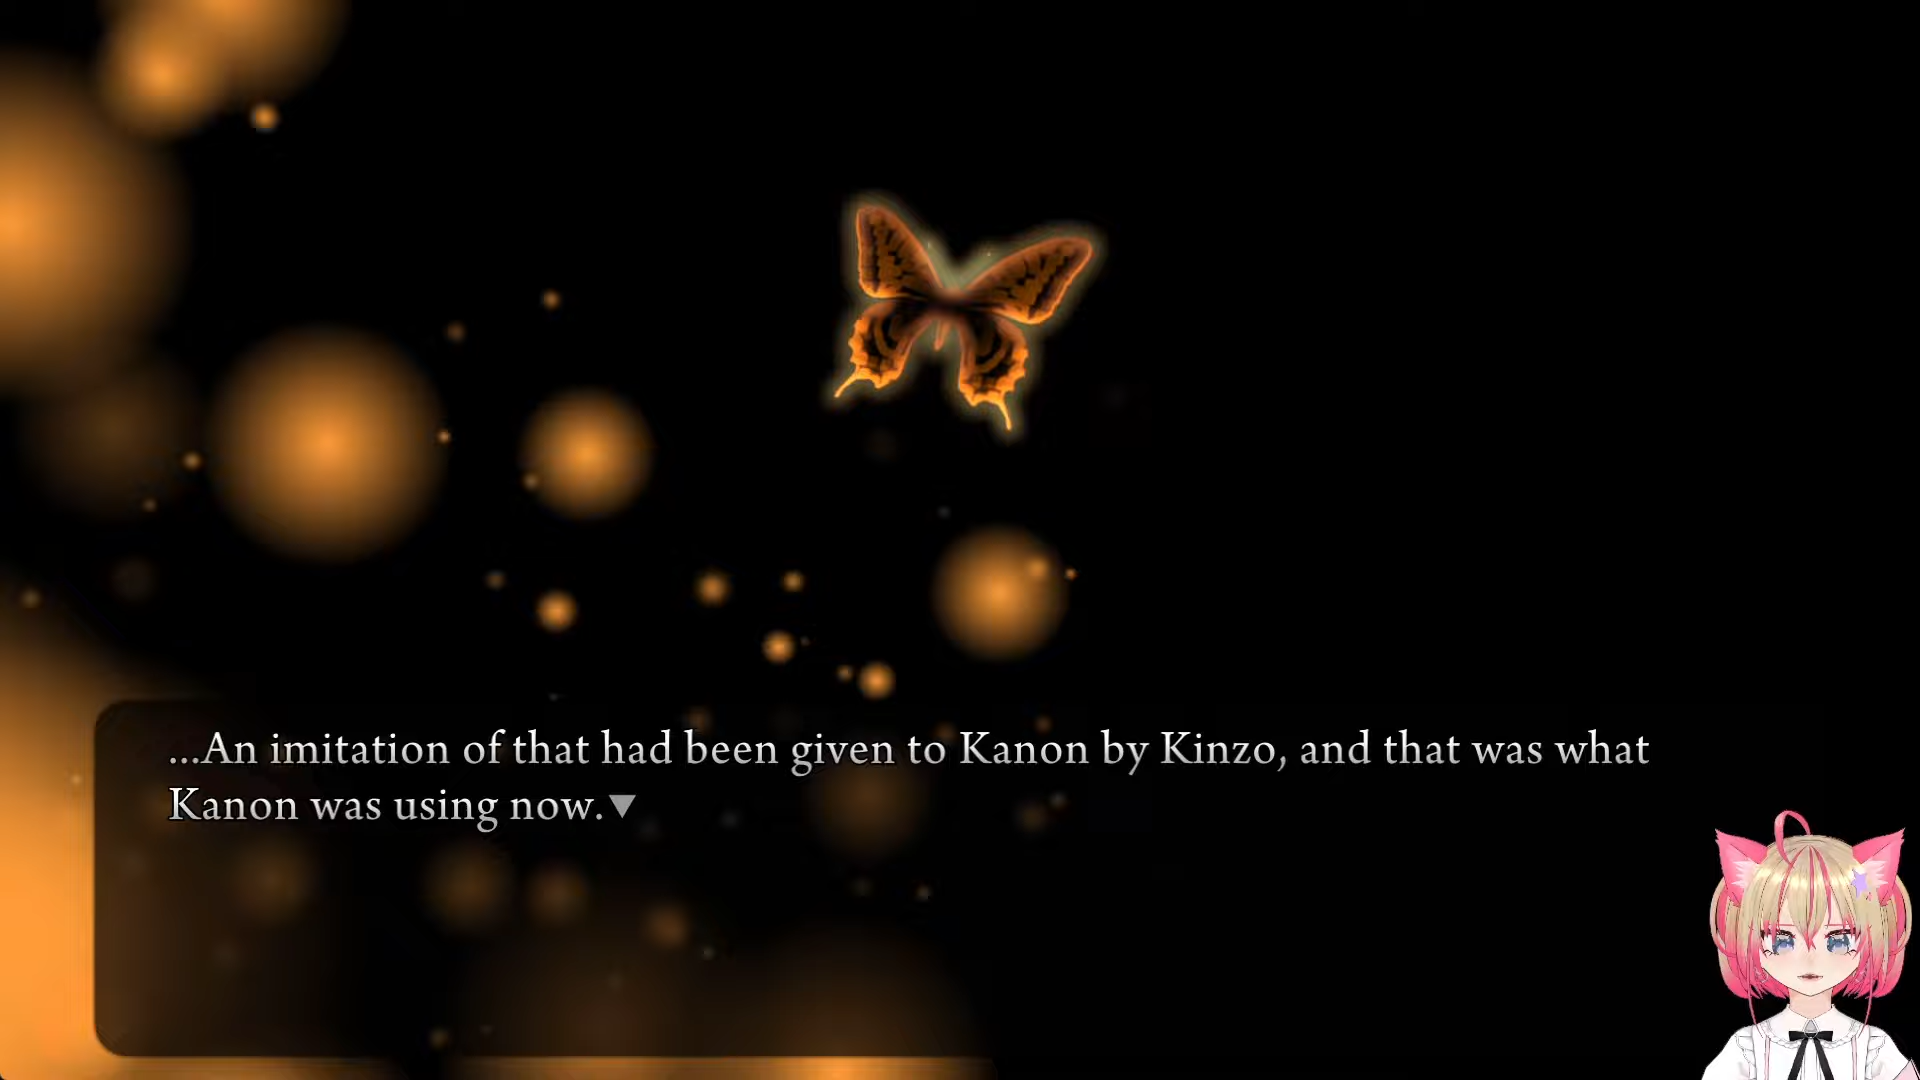 ...An imitation of that had been given to Kanon by Kinzo, and that was what
Kanon was using now.▼